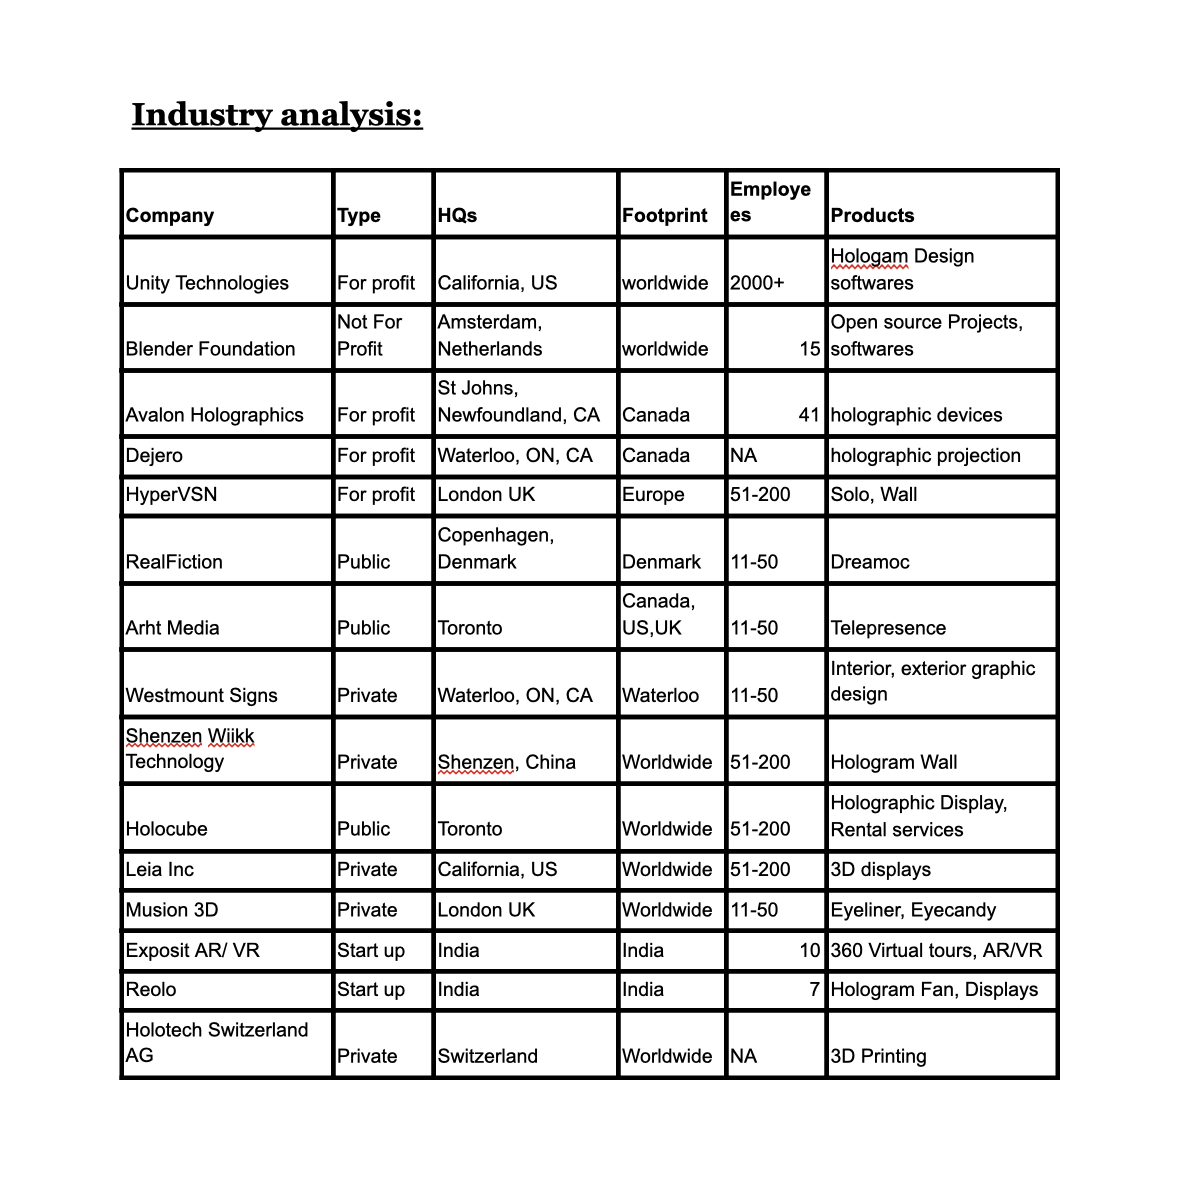 Industry analysis:
Company Type HQs Footprint Employe
es Products
Unity Technologies For profit California, US worldwide 2000+ Hologam Design
softwares
Blender Foundation Not For
Profit Amsterdam,
Netherlands worldwide 15 Open source Projects,
softwares
Avalon Holographics For profit St Johns,
Newfoundland, CA Canada 41 holographic devices
Dejero For profit Waterloo, ON, CA Canada NA holographic projection
HyperVSN For profit London UK Europe 51-200 Solo, Wall
RealFiction Public Copenhagen,
Denmark Denmark 11-50 Dreamoc
Arht Media Public Toronto Canada,
US,UK 11-50 Telepresence
Westmount Signs Private Waterloo, ON, CA Waterloo 11-50 Interior, exterior graphic
design
Shenzen Wiikk
Technology Private Shenzen, China Worldwide 51-200 Hologram Wall
Holocube Public Toronto Worldwide 51-200 Holographic Display,
Rental services
Leia Inc Private California, US Worldwide 51-200 3D displays
Musion 3D Private London UK Worldwide 11-50 Eyeliner, Eyecandy
Exposit AR/ VR Start up India India 10 360 Virtual tours, AR/VR
Reolo Start up India India 7 Hologram Fan, Displays
Holotech Switzerland
AG Private Switzerland Worldwide NA 3D Printing